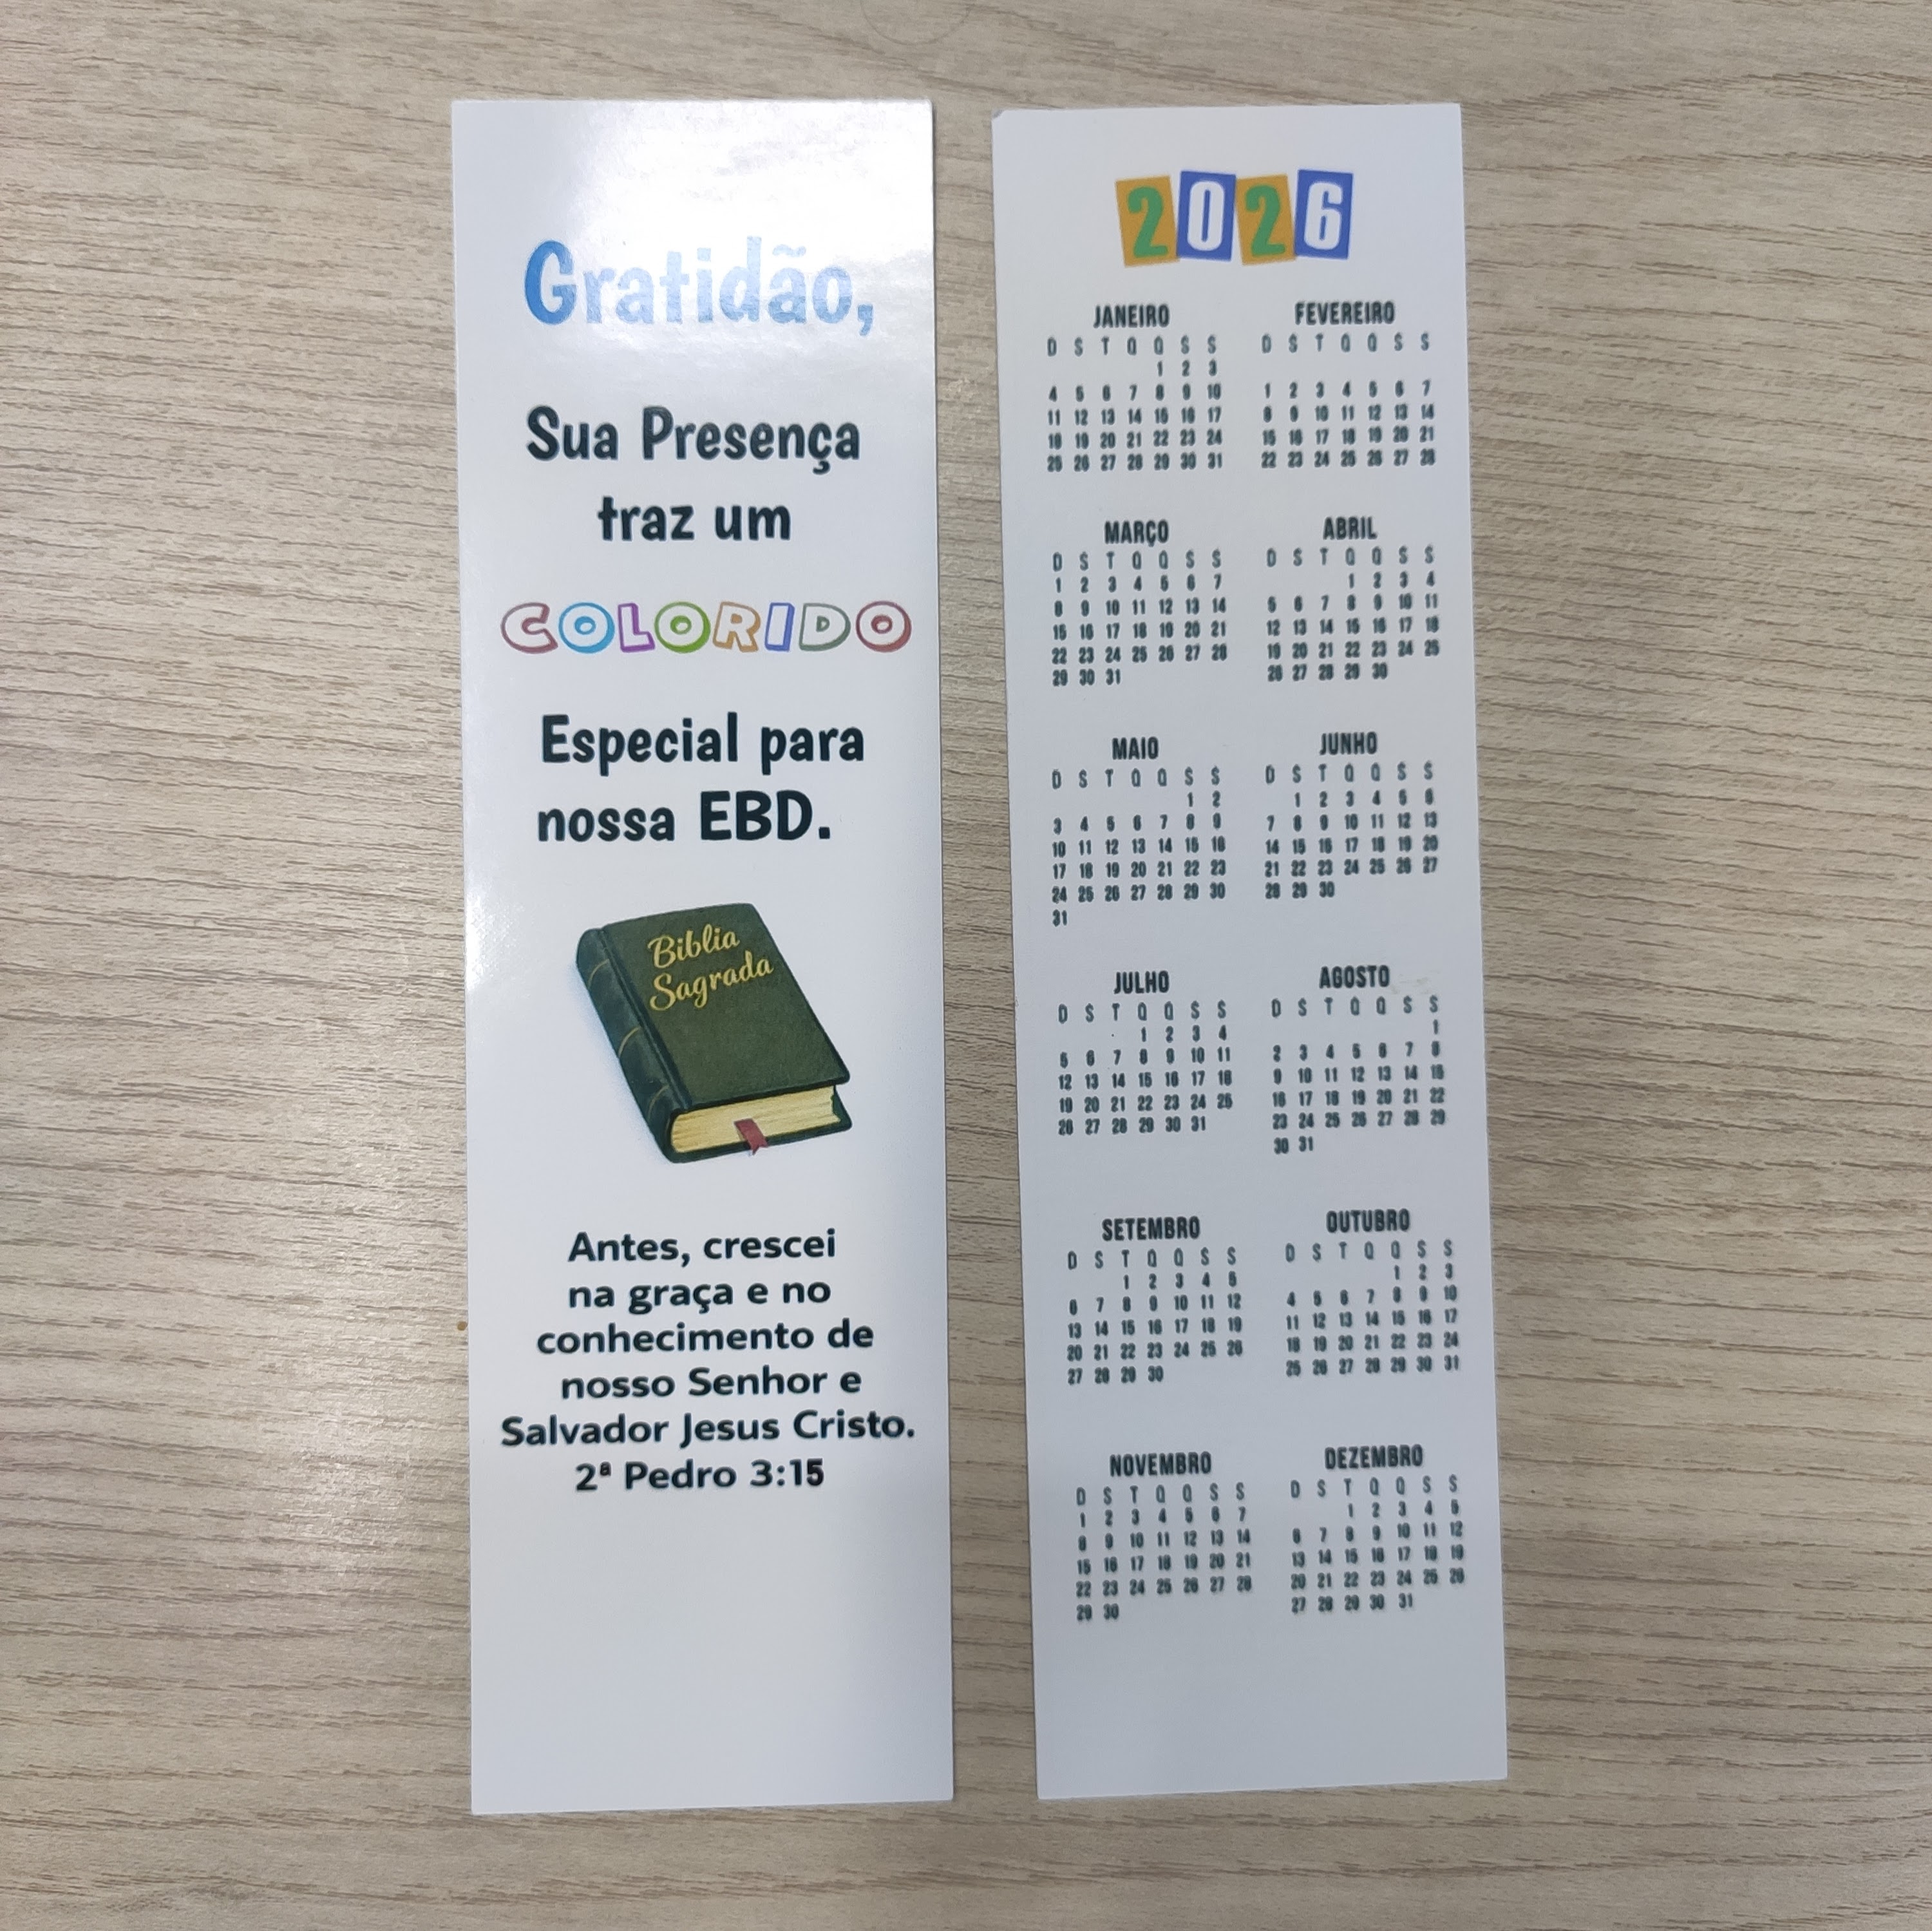 Gratidão,
Sua Presença
traz um
COLORIDO
Especial para
nossa EBD.
Biblia
Sagrada
Antes, crescei
na graça e no
conhecimento de
nosso Senhor e
Salvador Jesus Cristo.
2ª Pedro 3:15
2026
JANEIRO
D S T Q Q S S
1 2 3
4 5 6 7 8 9 10
11 12 13 14 15 16 17
18 19 20 21 22 23 24
25 26 27 28 29 30 31
FEVEREIRO
D S T Q Q S S
1 2 3 4 5 6 7
8 9 10 11 12 13 14
15 16 17 18 19 20 21
22 23 24 25 26 27 28
MARÇO
D S T Q Q S S
1 2 3 4 5 6 7
8 9 10 11 12 13 14
15 16 17 18 19 20 21
22 23 24 25 26 27 28
29 30 31
ABRIL
D S T Q Q S S
1 2 3 4
5 6 7 8 9 10 11
12 13 14 15 16 17 18
19 20 21 22 23 24 25
26 27 28 29 30
MAIO
D S T Q Q S S
1 2
3 4 5 6 7 8 9
10 11 12 13 14 15 16
17 18 19 20 21 22 23
24 25 26 27 28 29 30
31
JUNHO
D S T Q Q S S
1 2 3 4 5 6
7 8 9 10 11 12 13
14 15 16 17 18 19 20
21 22 23 24 25 26 27
28 29 30
JULHO
D S T Q Q S S
1 2 3 4
5 6 7 8 9 10 11
12 13 14 15 16 17 18
19 20 21 22 23 24 25
26 27 28 29 30 31
AGOSTO
D S T Q Q S S
1
2 3 4 5 6 7 8
9 10 11 12 13 14 15
16 17 18 19 20 21 22
23 24 25 26 27 28 29
30 31
SETEMBRO
D S T Q Q S S
1 2 3 4 5
6 7 8 9 10 11 12
13 14 15 16 17 18 19
20 21 22 23 24 25 26
27 28 29 30
OUTUBRO
D S T Q Q S S
1 2 3
4 5 6 7 8 9 10
11 12 13 14 15 16 17
18 19 20 21 22 23 24
25 26 27 28 29 30 31
NOVEMBRO
D S T Q Q S S
1 2 3 4 5 6 7
8 9 10 11 12 13 14
15 16 17 18 19 20 21
22 23 24 25 26 27 28
29 30
DEZEMBRO
D S T Q Q S S
1 2 3 4 5
6 7 8 9 10 11 12
13 14 15 16 17 18 19
20 21 22 23 24 25 26
27 28 29 30 31